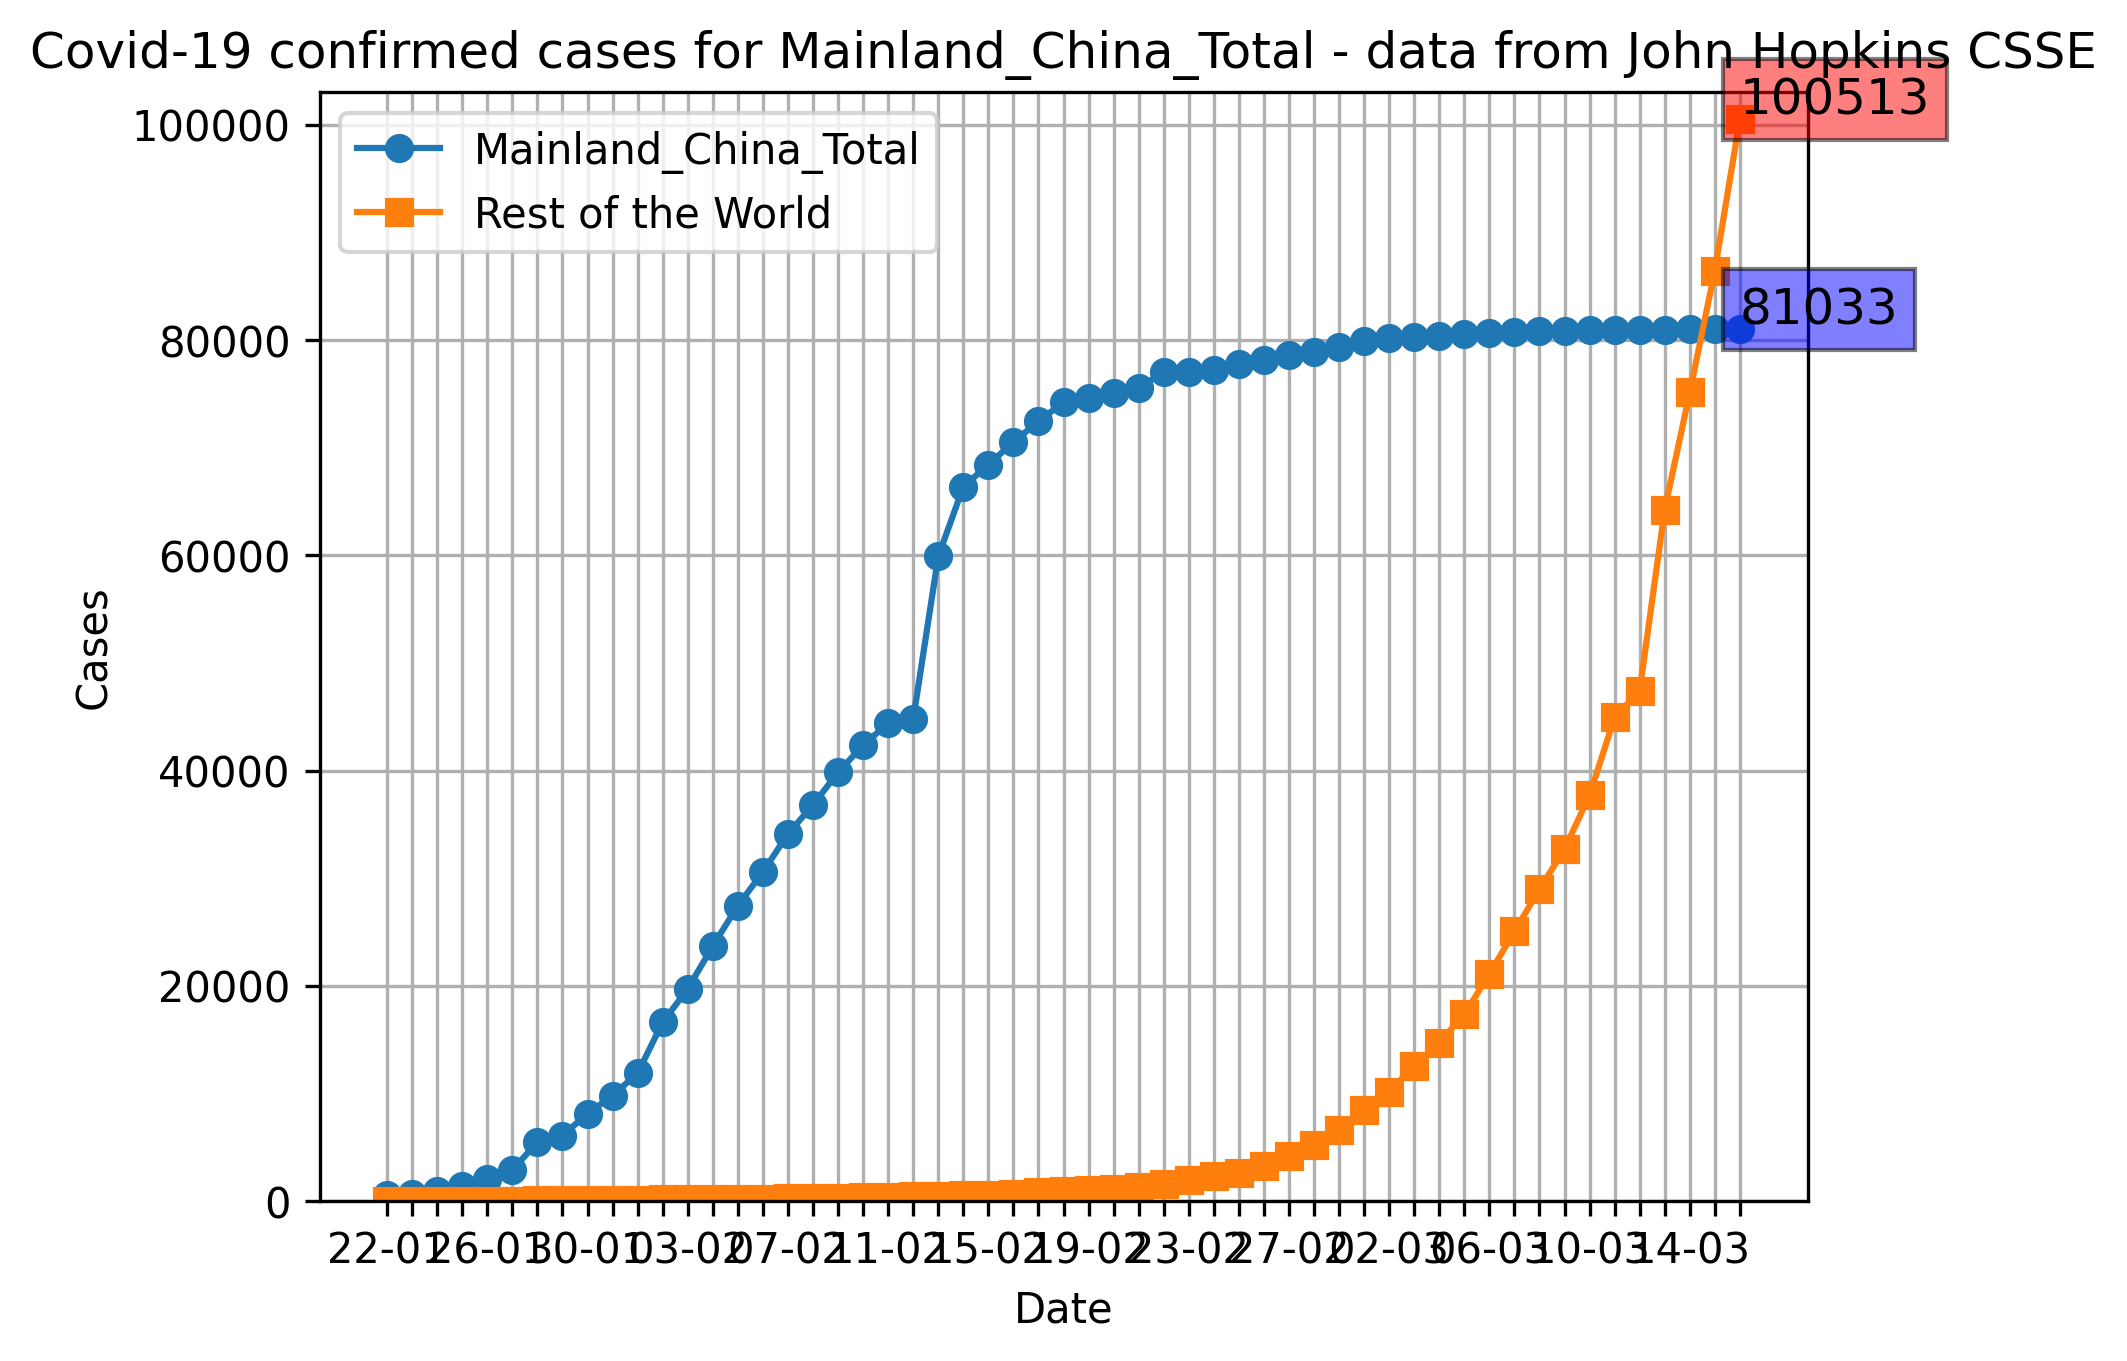 Covid-19 confirmed cases for Mainland_China_Total - data from John Hopkins CSSE
100513
100000
Mainland_China_Total
Rest of the World
81033
80000
60000
Cases
40000
20000
0
22-01 26-01 30-01 03-02 07-02 11-02 15-02 19-02 23-02 27-02 02-03 06-03 10-03 14-03
Date